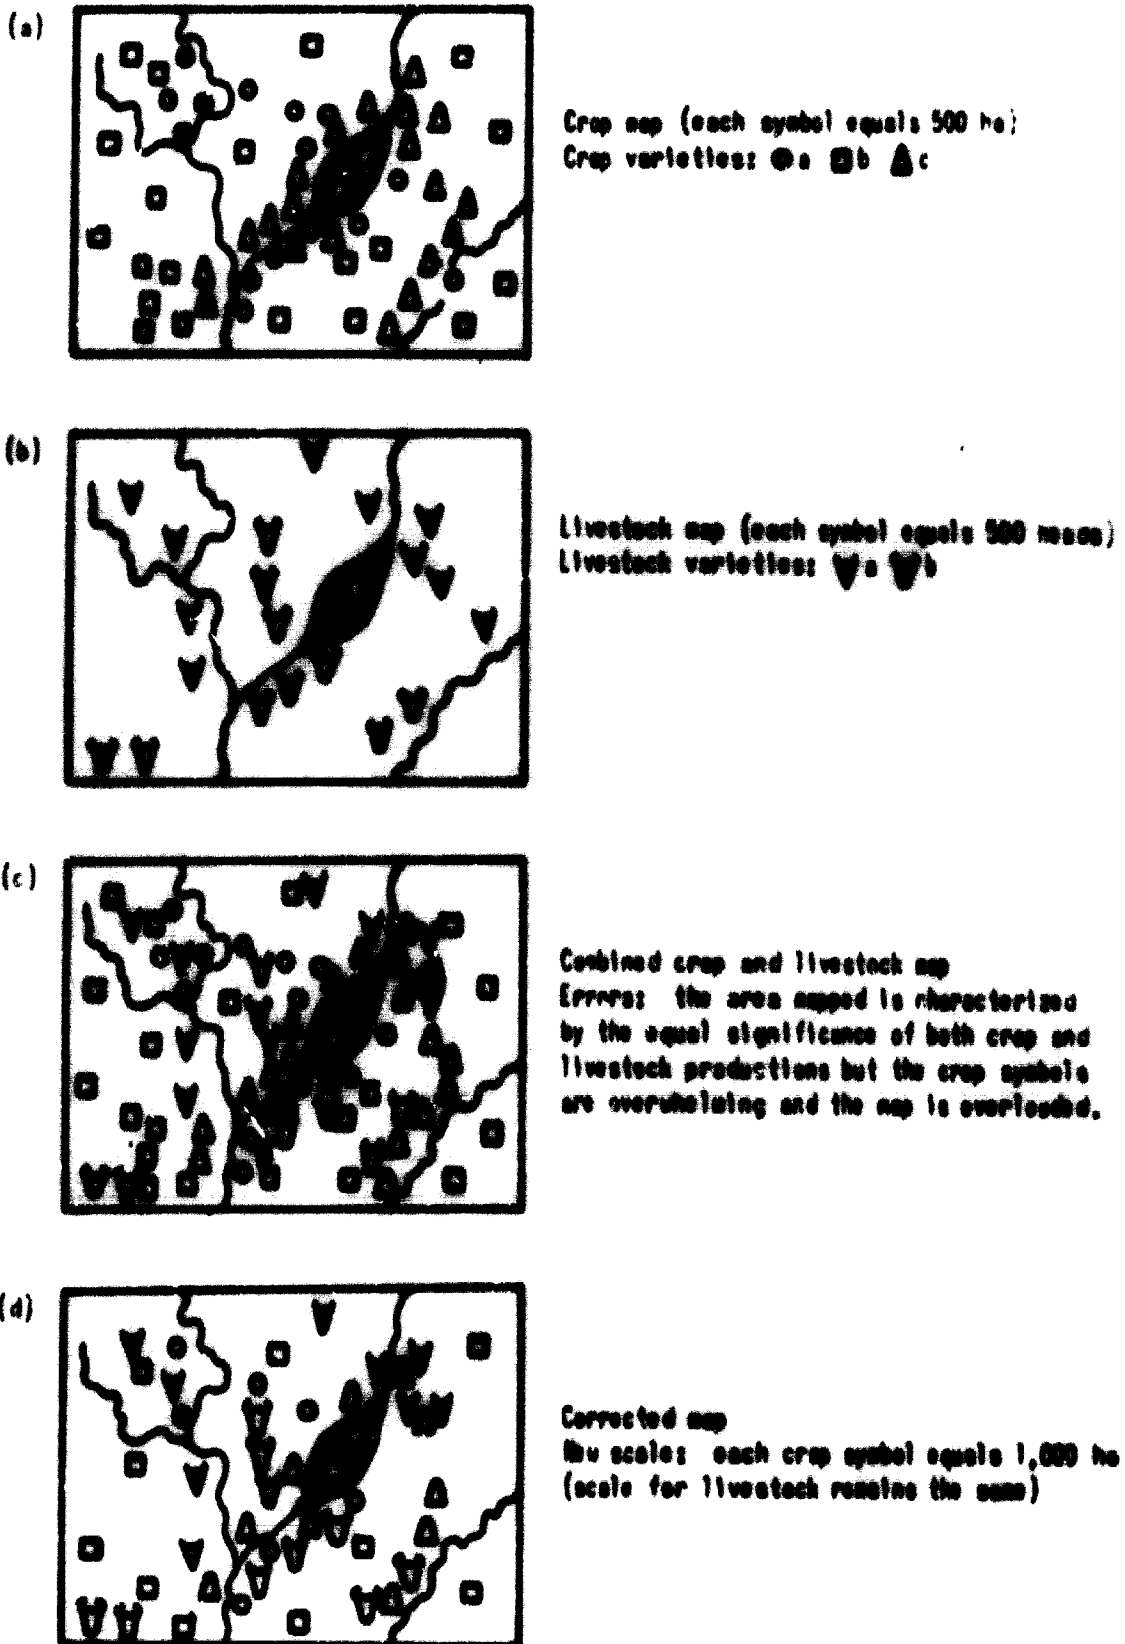 (a)
Crop map (each symbol equals 500 ha)
Crop varieties: a b c
(b)
Livestock map (each symbol equals 500 heads)
Livestock varieties: a b
(c)
Combined crop and livestock map
Errors: the area mapped is characterized
by the equal significance of both crop and
livestock productions but the crop symbols
are overwhelming and the map is overloaded.
(d)
Corrected map
New scale: each crop symbol equals 1,000 ha
(scale for livestock remains the same)